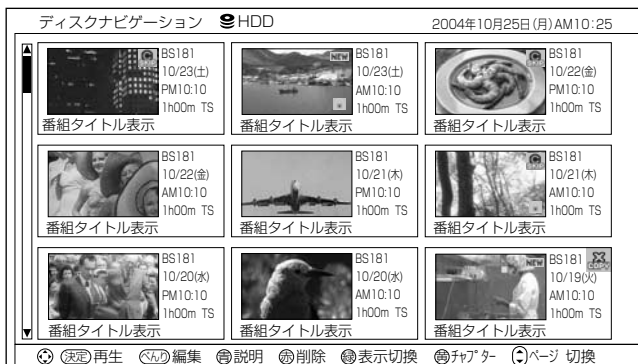 ディスクナビゲーション HDD 2004年10月25日(月)AM10:25
BS181
10/23(土)
PM10:10
1h00m TS
番組タイトル表示
NEW
BS181
10/23(土)
AM10:10
1h00m TS
番組タイトル表示
BS181
10/22(金)
PM10:10
1h00m TS
番組タイトル表示
BS181
10/22(金)
AM10:10
1h00m TS
番組タイトル表示
BS181
10/21(木)
PM10:10
1h00m TS
番組タイトル表示
BS181
10/21(木)
AM10:10
1h00m TS
番組タイトル表示
BS181
10/20(水)
PM10:10
1h00m TS
番組タイトル表示
BS181
10/20(水)
AM10:10
1h00m TS
番組タイトル表示
NEW
BS181
COPY
10/19(火)
AM10:10
1h00m TS
番組タイトル表示
決定 再生 べんり 編集 青 説明 赤 削除 緑 表示切換 黄 チャプター ページ 切換